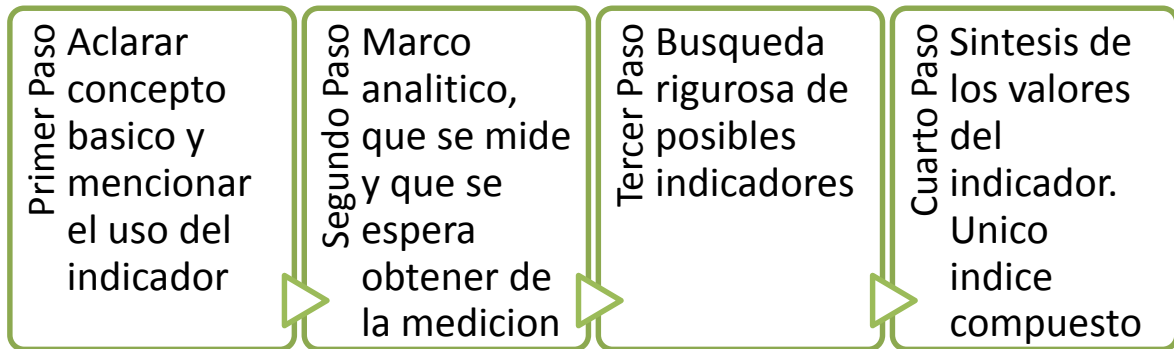 Primer Paso
Aclarar
concepto
basico y
mencionar
el uso del
indicador
Segundo Paso
Marco
analitico,
que se mide
y que se
espera
obtener de
la medicion
Tercer Paso
Busqueda
rigurosa de
posibles
indicadores
Cuarto Paso
Sintesis de
los valores
del
indicador.
Unico
indice
compuesto